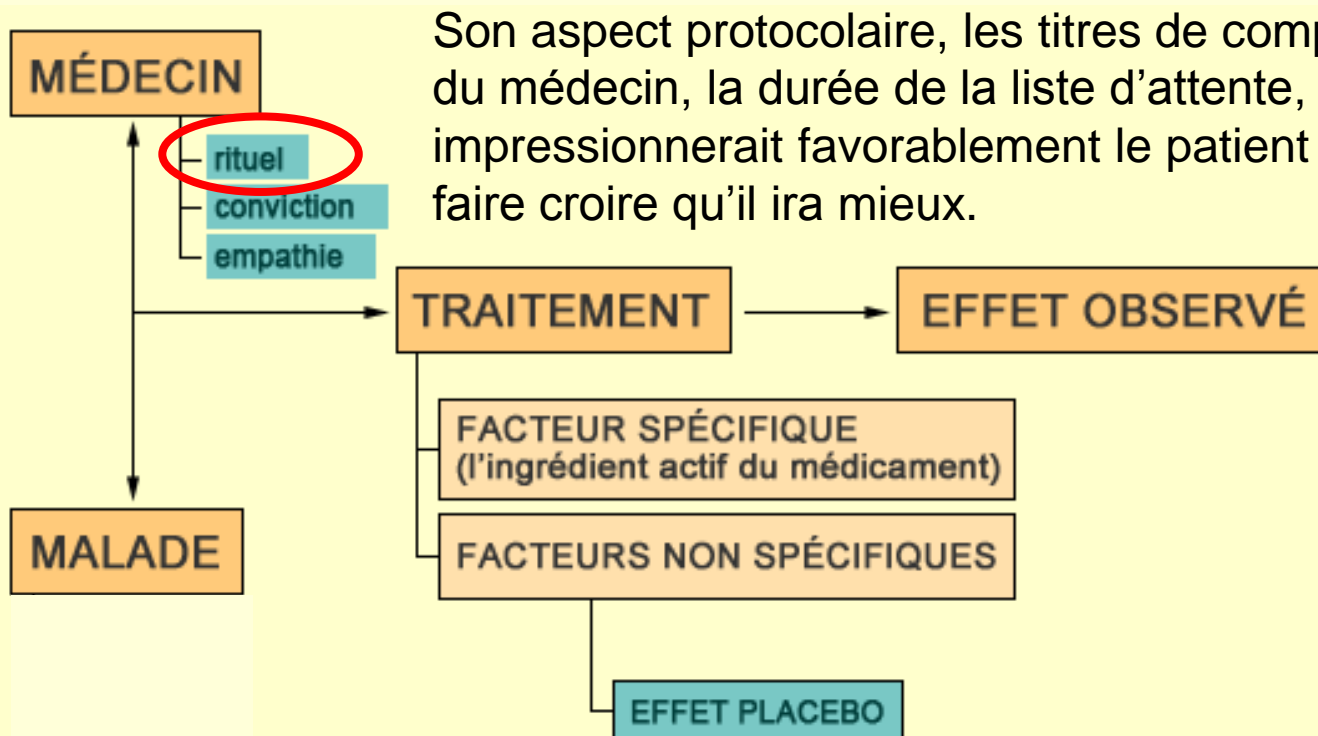 Son aspect protocolaire, les titres de
du médecin, la durée de la liste d’attente,
impressionnerait favorablement le patient
faire croire qu’il ira mieux.
MÉDECIN
rituel
conviction
empathie
TRAITEMENT
EFFET OBSERVÉ
FACTEUR SPÉCIFIQUE
(l’ingrédient actif du médicament)
MALADE
FACTEURS NON SPÉCIFIQUES
EFFET PLACEBO